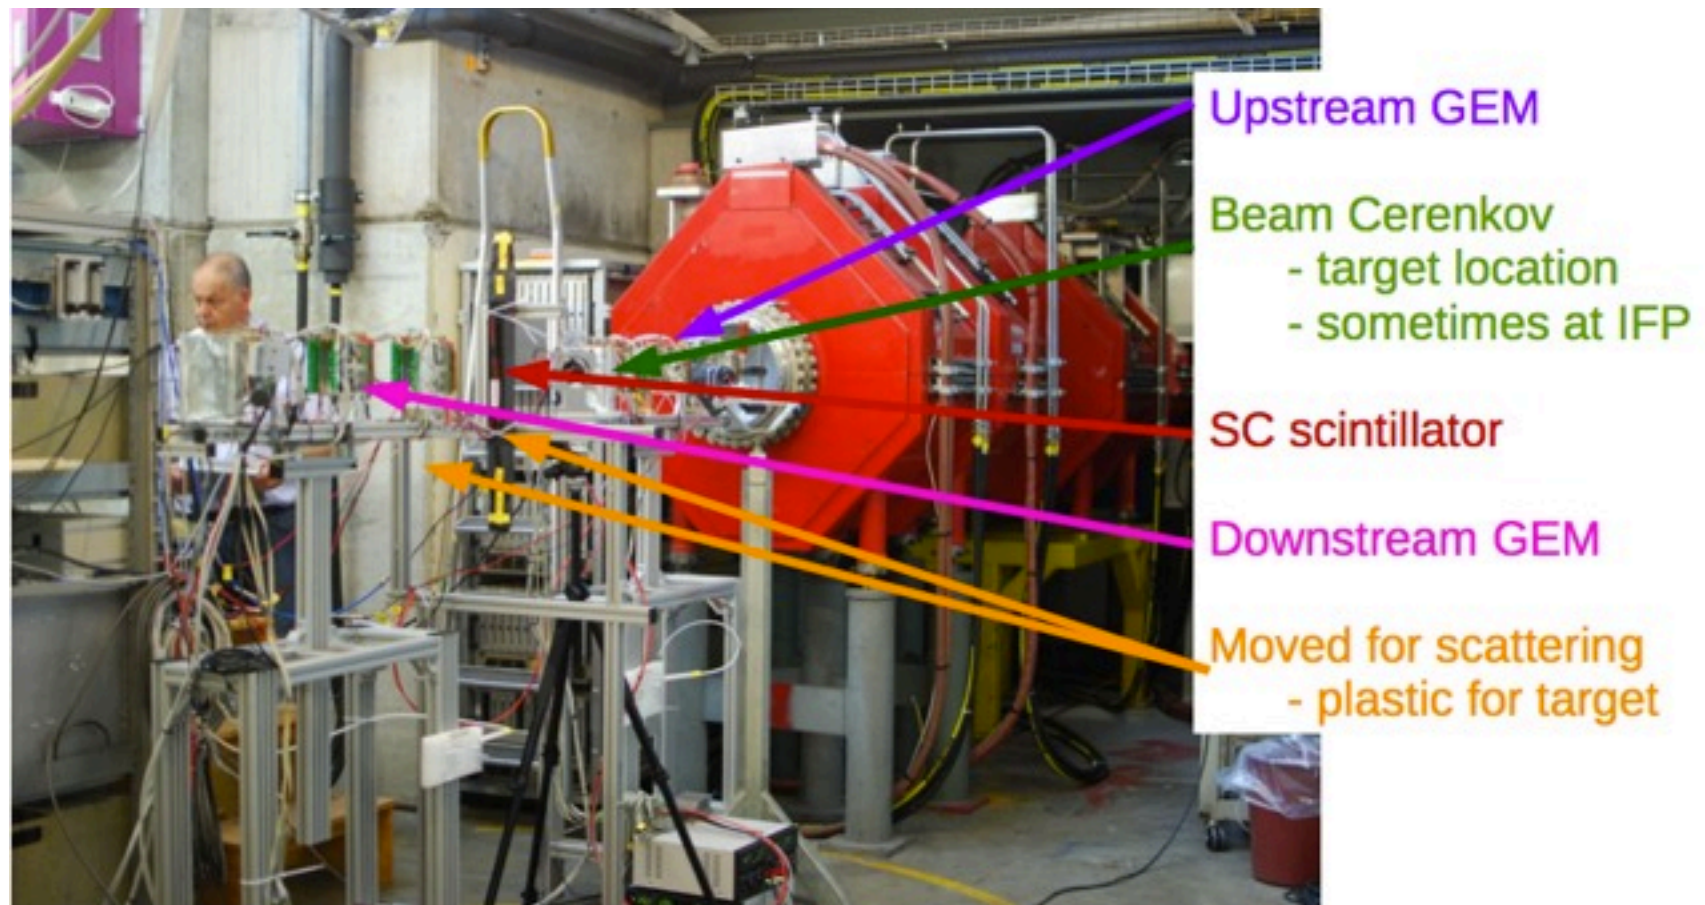 Upstream GEM
Beam Cerenkov
- target location
- sometimes at IFP
SC scintillator
Downstream GEM
Moved for scattering
- plastic for target